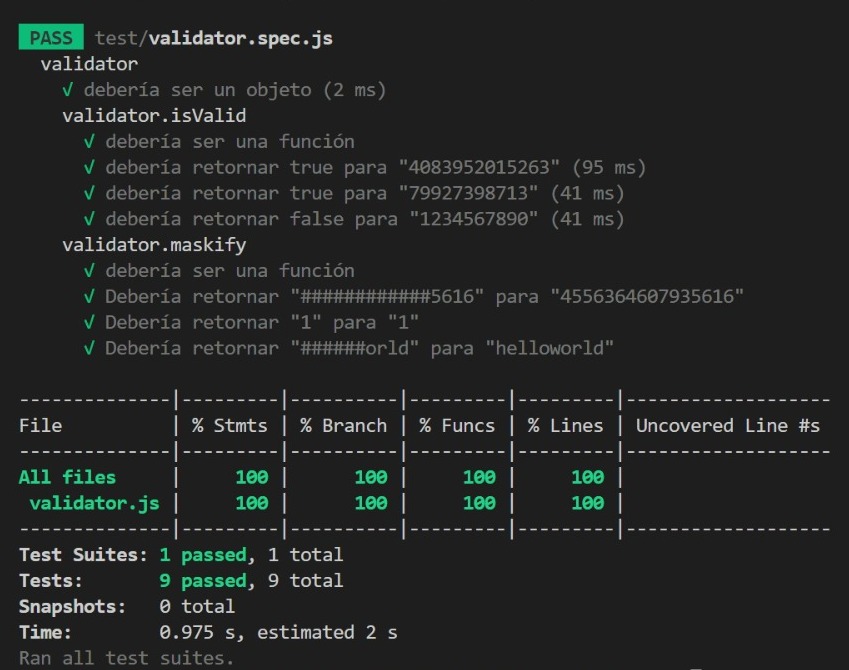 PASS test/validator.spec.js
validator
√ debería ser un objeto (2 ms)
validator.isValid
√ debería ser una función
√ debería retornar true para "4083952015263" (95 ms)
√ debería retornar true para "79927398713" (41 ms)
√ debería retornar false para "1234567890" (41 ms)
validator.maskify
√ debería ser una función
√ Debería retornar "############5616" para "4556364607935616"
√ Debería retornar "1" para "1"
√ Debería retornar "######orld" para "helloworld"
--------------|---------|----------|---------|---------|-------------------
File | % Stmts | % Branch | % Funcs | % Lines | Uncovered Line #s
--------------|---------|----------|---------|---------|-------------------
All files | 100 | 100 | 100 | 100 |
validator.js | 100 | 100 | 100 | 100 |
--------------|---------|----------|---------|---------|-------------------
Test Suites: 1 passed, 1 total
Tests: 9 passed, 9 total
Snapshots: 0 total
Time: 0.975 s, estimated 2 s
Ran all test suites.